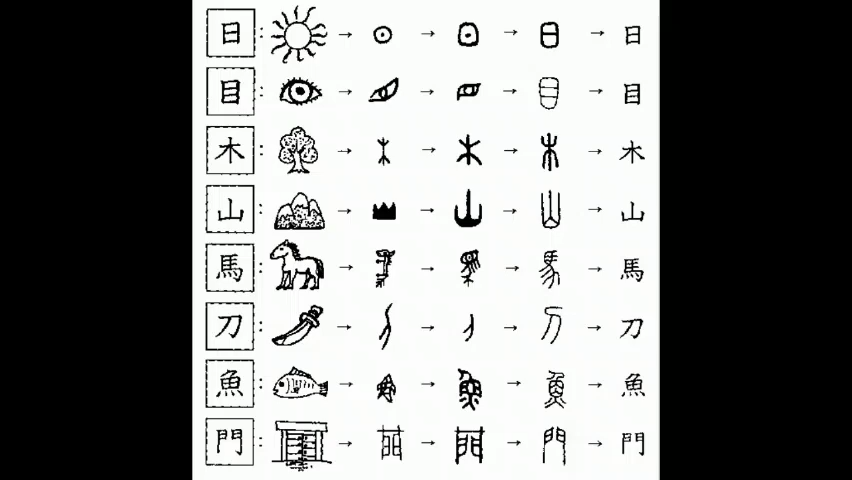 日 : → → → → 日
目 : → → → → 目
木 : → → → → 木
山 : → → → → 山
馬 : → → → → 馬
刀 : → → → → 刀
魚 : → → → → 魚
門 : → → → → 門